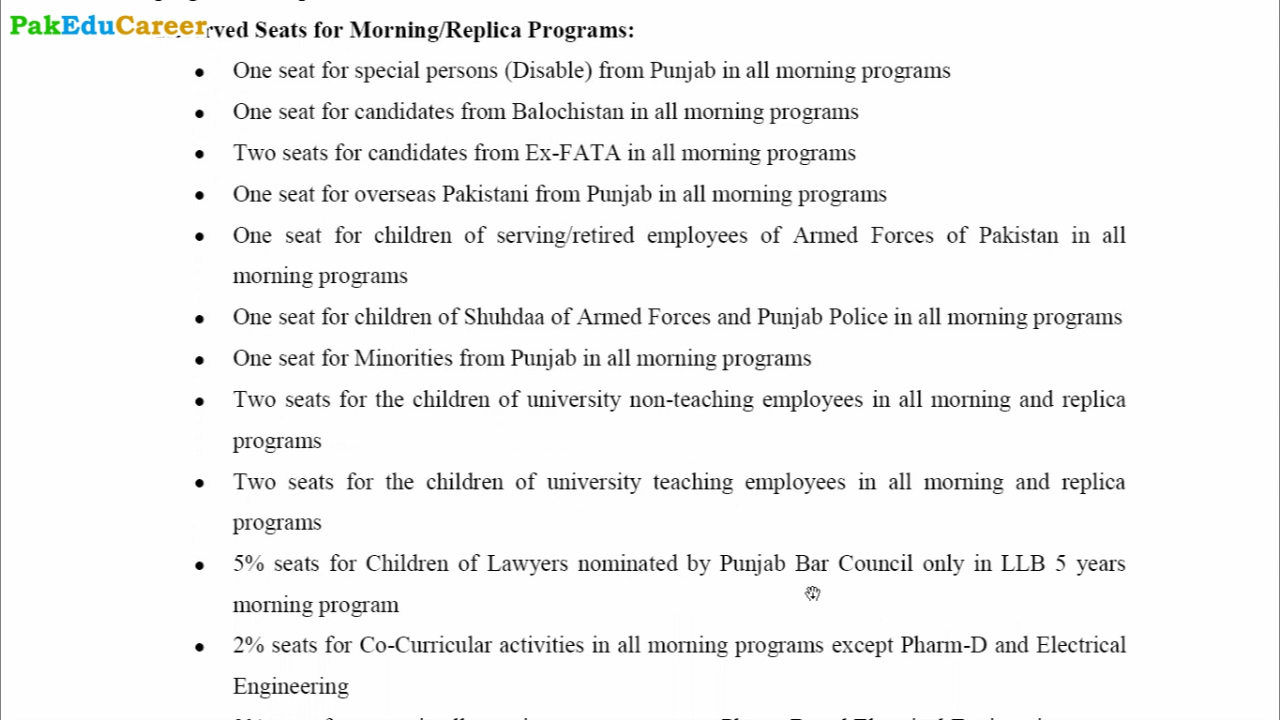 PakEduCareer
rved Seats for Morning/Replica Programs:
• One seat for special persons (Disable) from Punjab in all morning programs
• One seat for candidates from Balochistan in all morning programs
• Two seats for candidates from Ex-FATA in all morning programs
• One seat for overseas Pakistani from Punjab in all morning programs
• One seat for children of serving/retired employees of Armed Forces of Pakistan in all
morning programs
• One seat for children of Shuhdaa of Armed Forces and Punjab Police in all morning programs
• One seat for Minorities from Punjab in all morning programs
• Two seats for the children of university non-teaching employees in all morning and replica
programs
• Two seats for the children of university teaching employees in all morning and replica
programs
• 5% seats for Children of Lawyers nominated by Punjab Bar Council only in LLB 5 years
morning program
• 2% seats for Co-Curricular activities in all morning programs except Pharm-D and Electrical
Engineering